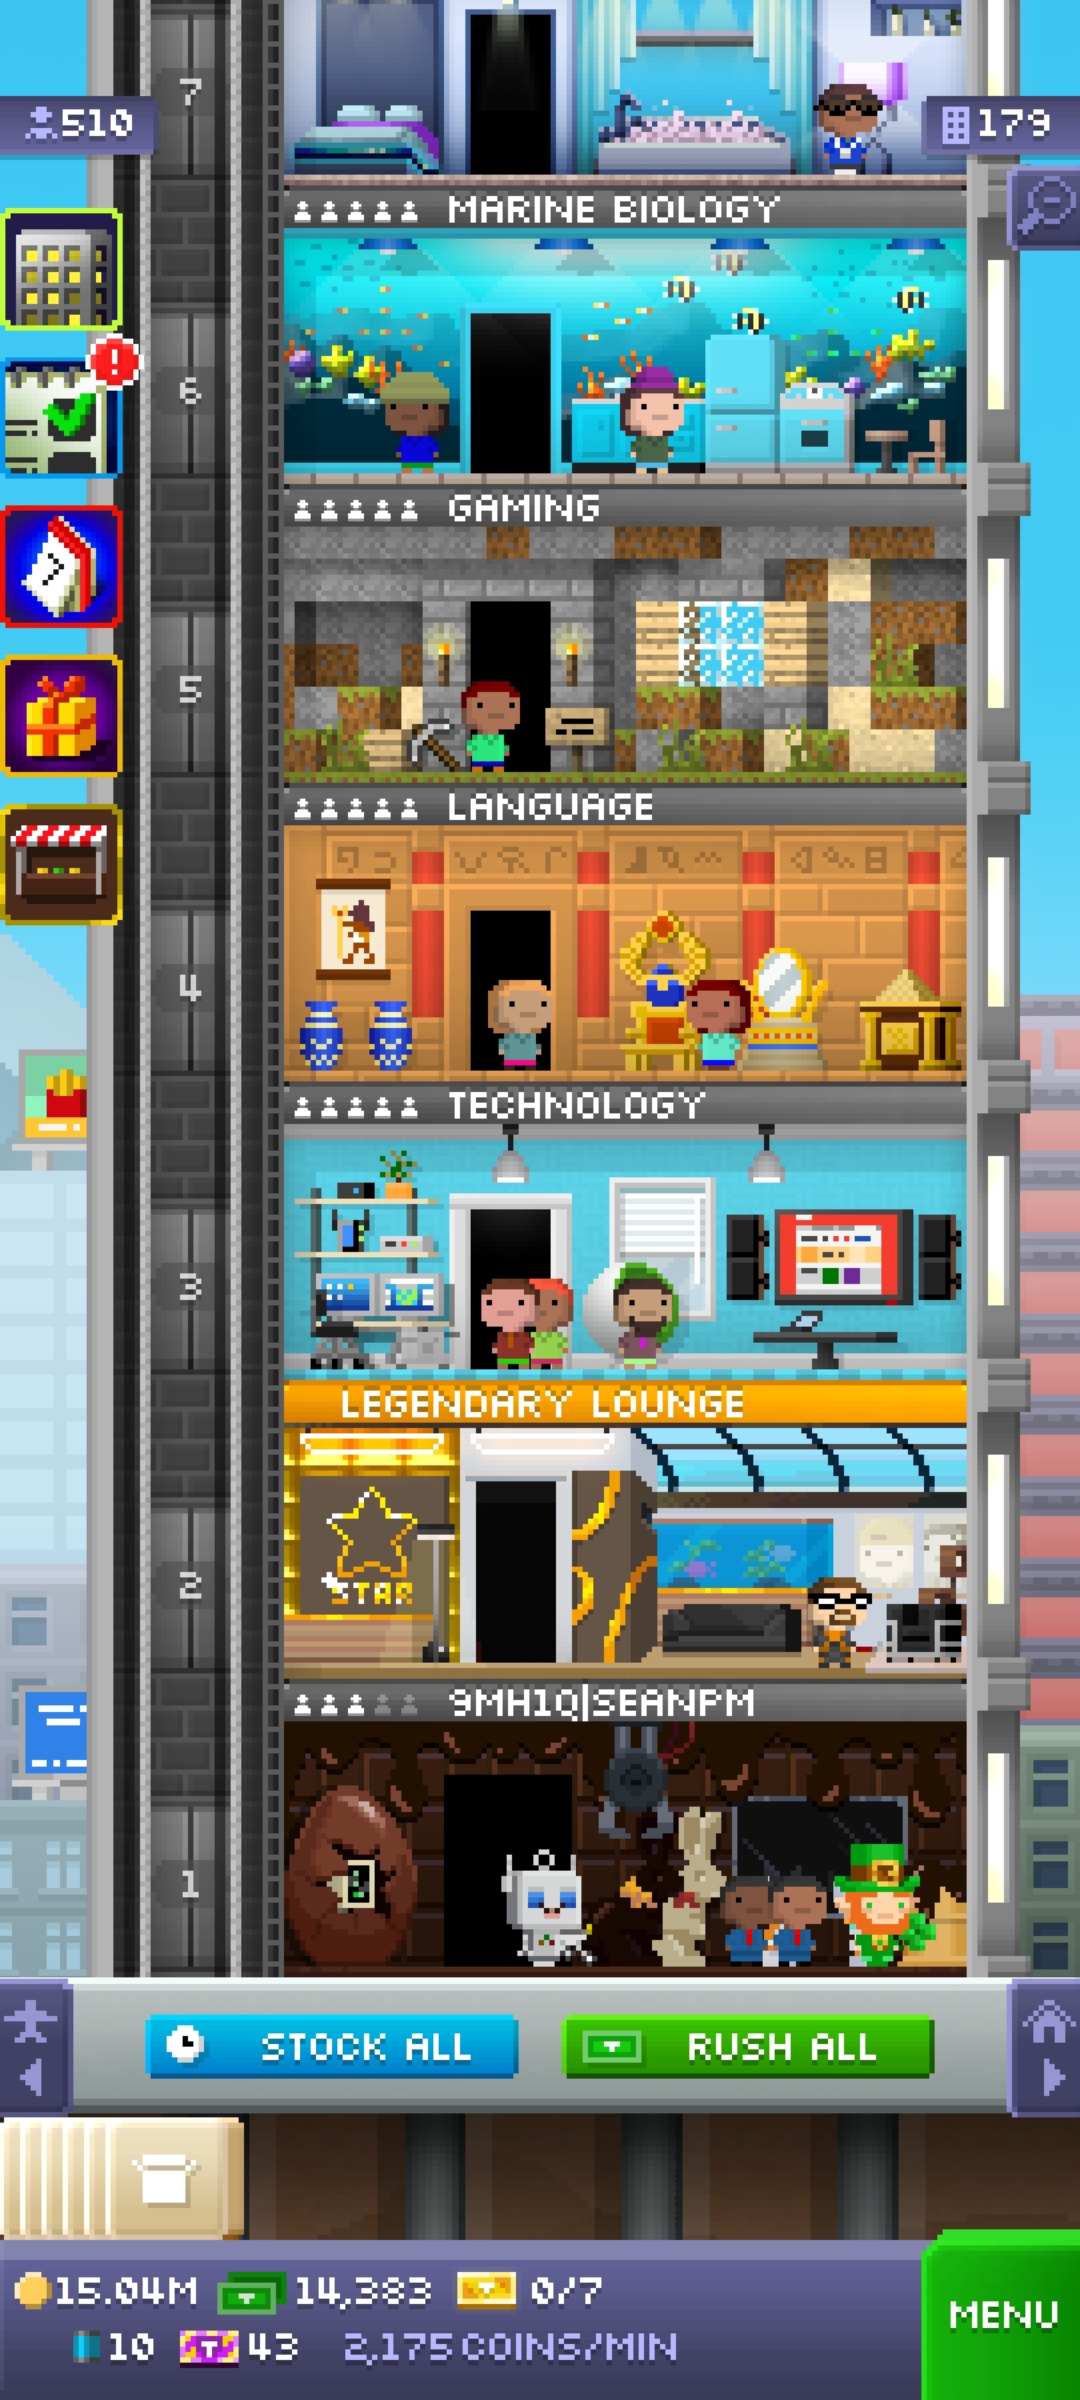 7
510
179
MARINE BIOLOGY
6
GAMING
7
5
LANGUAGE
4
TECHNOLOGY
3
LEGENDARY LOUNGE
STAR
2
9MH1Q|SEANPM
1
STOCK ALL
RUSH ALL
15.04M
14,383
0/7
MENU
10
43
2,175 COINS/MIN